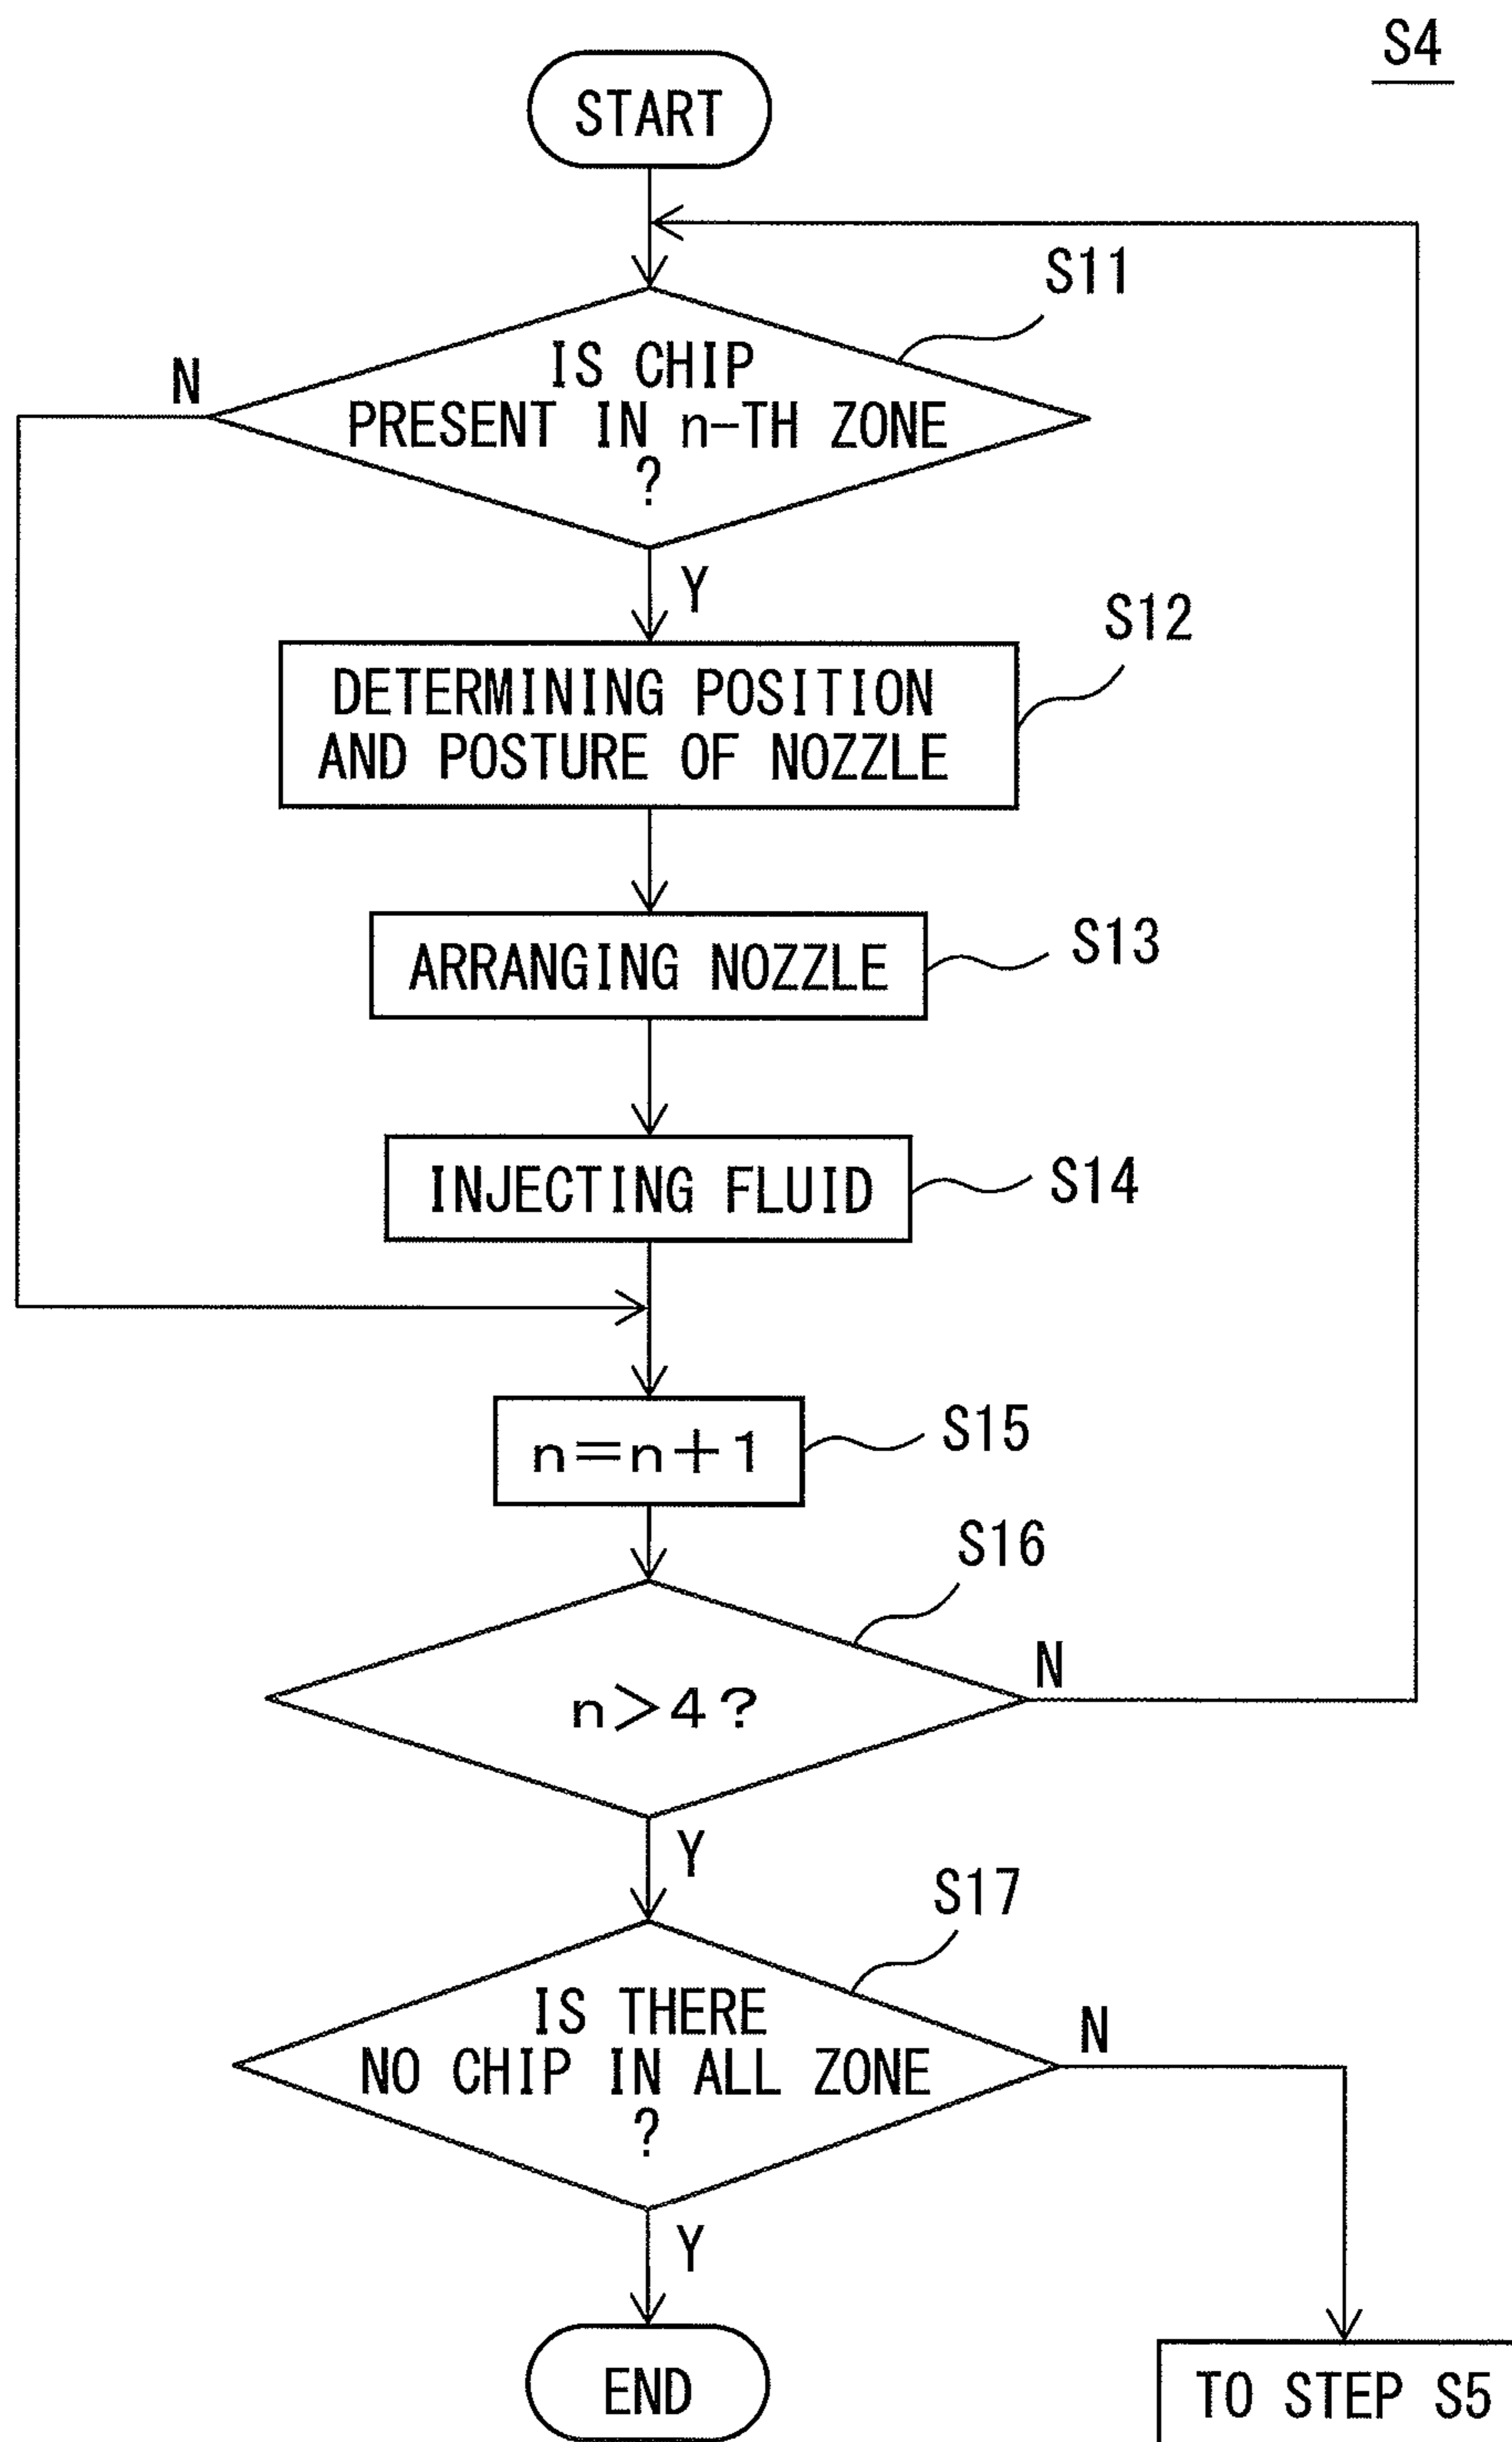 S4
START
S11
N
IS CHIP
PRESENT IN n-TH ZONE
?
Y
S12
DETERMINING POSITION
AND POSTURE OF NOZZLE
ARRANGING NOZZLE
S13
INJECTING FLUID
S14
n=n+1
S15
S16
n>4?
N
Y
S17
IS THERE
NO CHIP IN ALL ZONE
?
N
Y
END
TO STEP S5